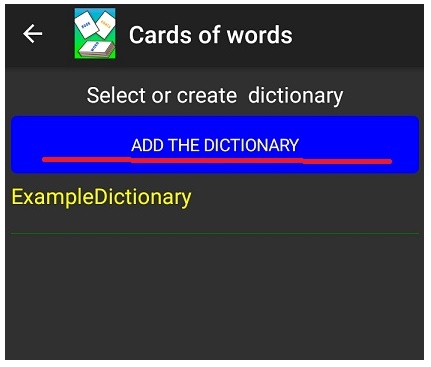 Cards of words
Select or create dictionary
ADD THE DICTIONARY
ExampleDictionary